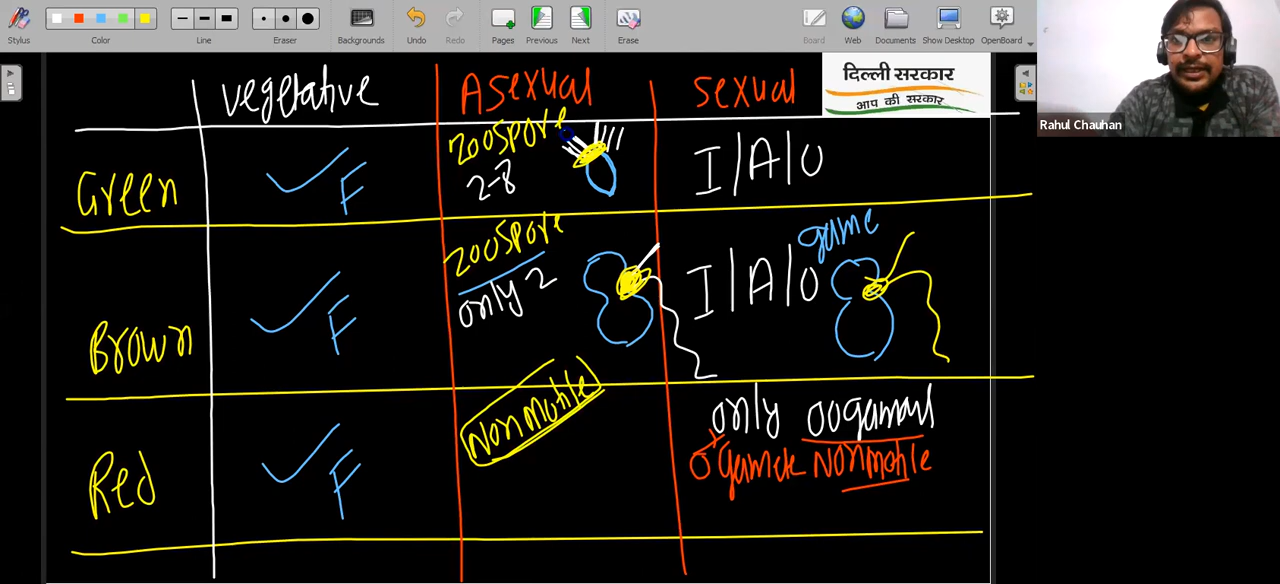 Stylus
Color
Line
Eraser
Backgrounds
Undo
Redo
Pages
Previous
Next
Erase
Board
Web
Documents
Show Desktop
OpenBoard
Rahul Chauhan
दिल्ली सरकार
आप की सरकार
vegetative
Asexual
sexual
Green
F
zoospore
2-8
I/A/O
Brown
F
zoospore
only 2
I/A/O
game
Red
F
Nonmotile
only oogamous
♂ gamete Nonmotile